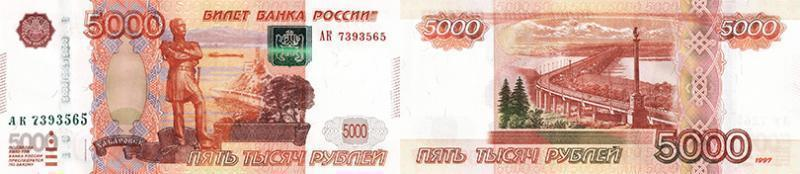 5000 БИЛЕТ БАНКА РОССИИ
АК 7393565
АК 7393565
5000
ХАБАРОВСК
5000
ПЯТЬ ТЫСЯЧ РУБЛЕЙ
5000 5000
ПЯТЬ ТЫСЯЧ РУБЛЕЙ 5000 1997